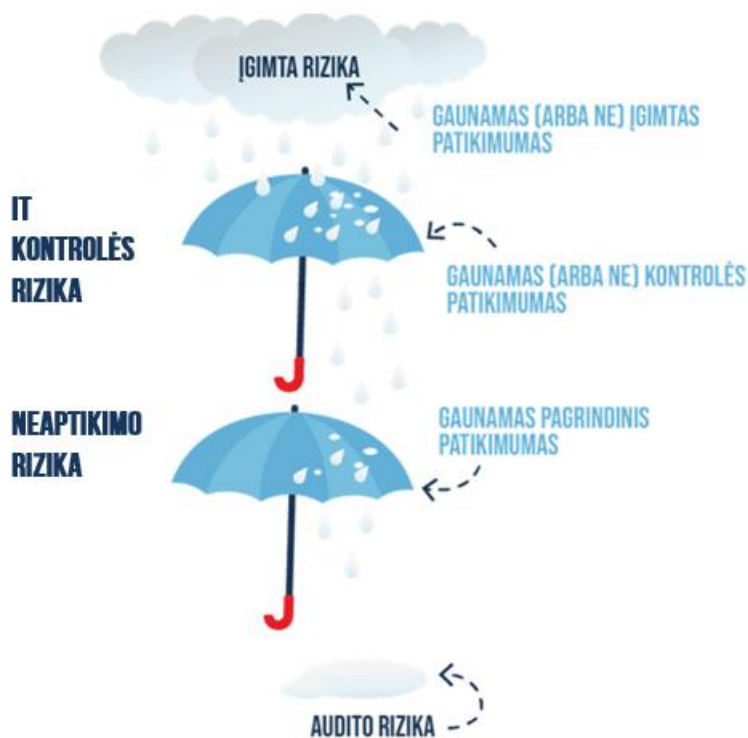 ĮGIMTA RIZIKA
GAUNAMAS (ARBA NE) ĮGIMTAS
PATIKIMUMAS
IT
KONTROLĖS
RIZIKA
GAUNAMAS (ARBA NE) KONTROLĖS
PATIKIMUMAS
NEAPTIKIMO
RIZIKA
GAUNAMAS PAGRINDINIS
PATIKIMUMAS
AUDITO RIZIKA